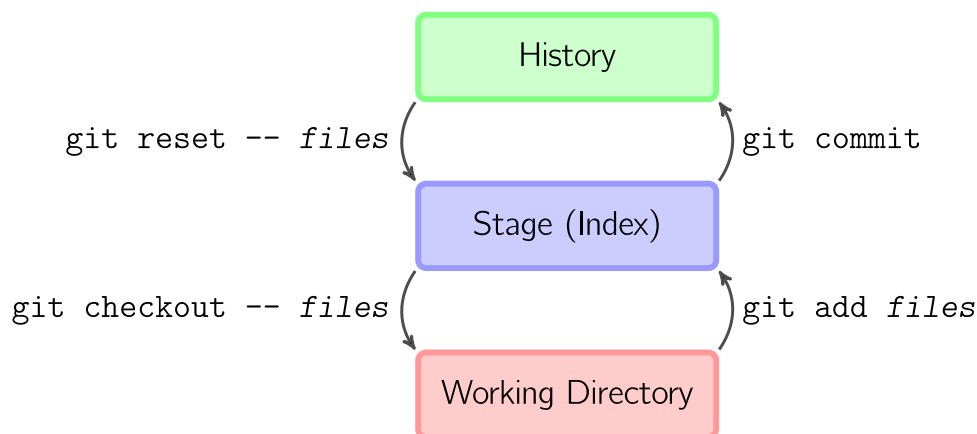 History
git reset -- files
git commit
Stage (Index)
git checkout -- files
git add files
Working Directory